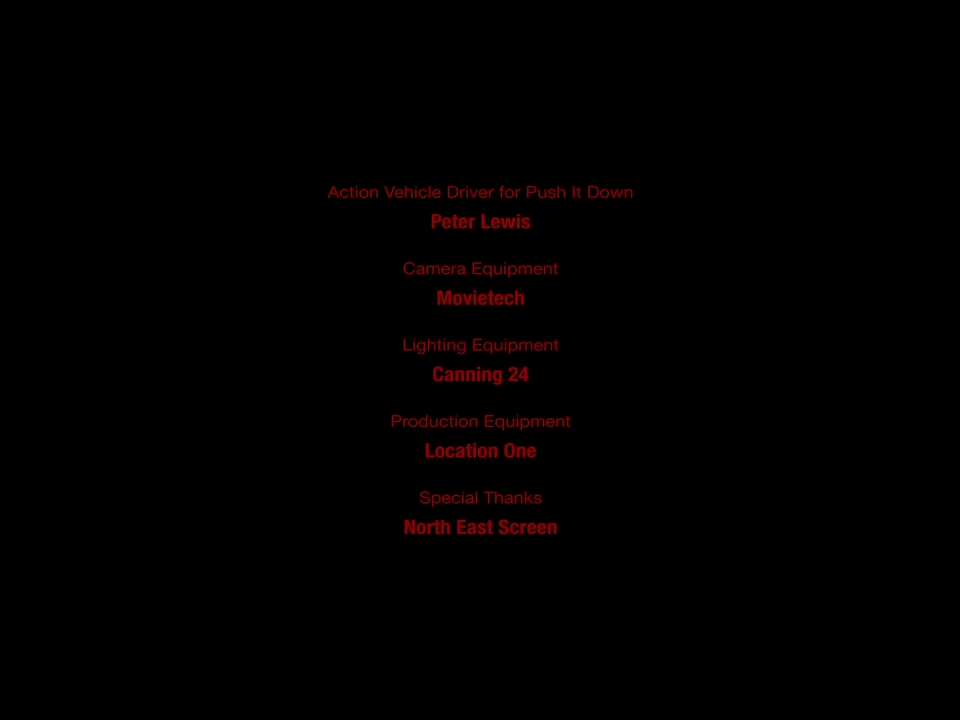 Action Vehicle Driver for Push It Down
Peter Lewis
Camera Equipment
Movietech
Lighting Equipment
Canning 24
Production Equipment
Location One
Special Thanks
North East Screen